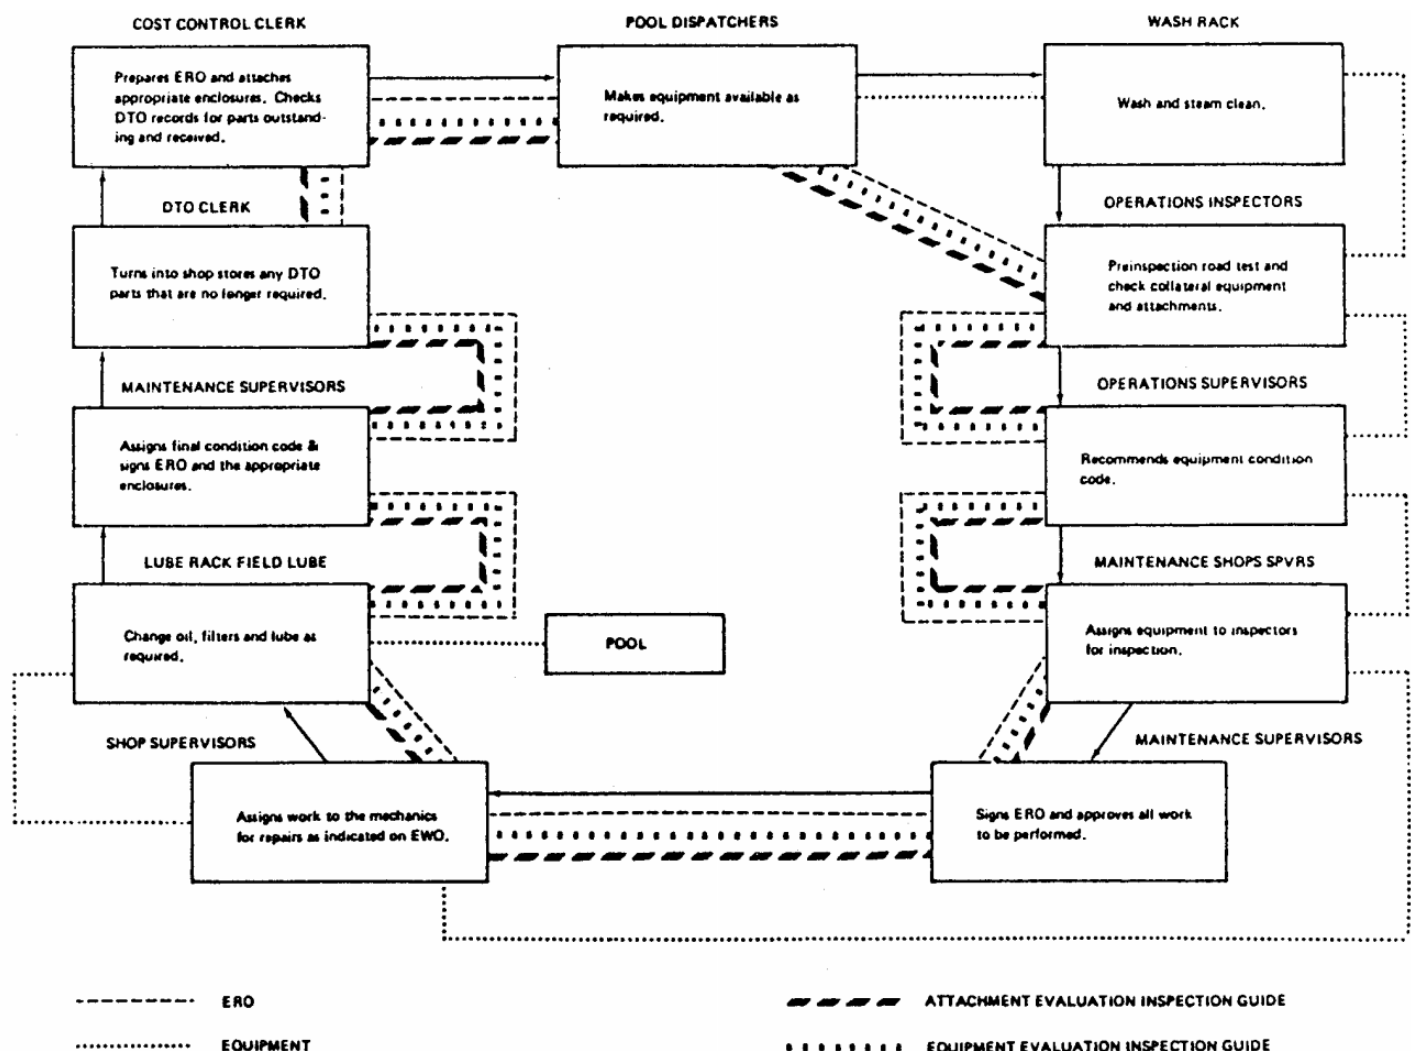 COST CONTROL CLERK
Prepares ERO and attaches
appropriate enclosures. Checks
DTO records for parts outstand-
ing and received.
POOL DISPATCHERS
Makes equipment available as
required.
WASH RACK
Wash and steam clean.
OPERATIONS INSPECTORS
Preinspection road test and
check collateral equipment
and attachments.
OPERATIONS SUPERVISORS
Recommends equipment condition
code.
MAINTENANCE SHOPS SPVRS
Assigns equipment to inspectors
for inspection.
MAINTENANCE SUPERVISORS
Signs ERO and approves all work
to be performed.
SHOP SUPERVISORS
Assigns work to the mechanics
for repairs as indicated on EWO.
LUBE RACK FIELD LUBE
Change oil, filters and lube as
required.
POOL
MAINTENANCE SUPERVISORS
Assigns final condition code &
signs ERO and the appropriate
enclosures.
DTO CLERK
Turns into shop stores any DTO
parts that are no longer required.
ERO
EQUIPMENT
ATTACHMENT EVALUATION INSPECTION GUIDE
EQUIPMENT EVALUATION INSPECTION GUIDE